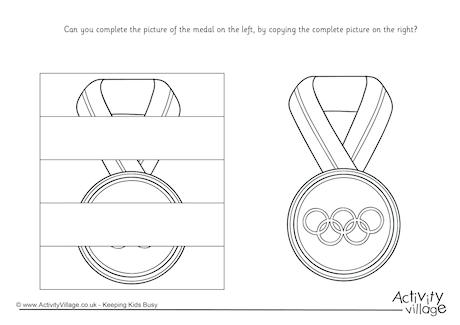 Can you complete the picture of the medal on the left, by copying the complete picture on the right?
© www.ActivityVillage.co.uk - Keeping Kids Busy
Activity
Village